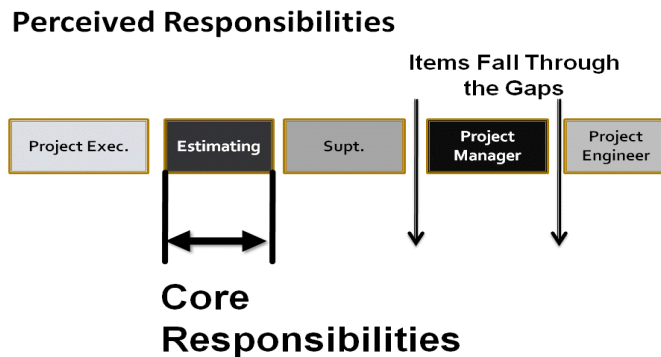 Perceived Responsibilities
Items Fall Through
the Gaps
Project Exec.
Estimating
Supt.
Project
Manager
Project
Engineer
Core
Responsibilities